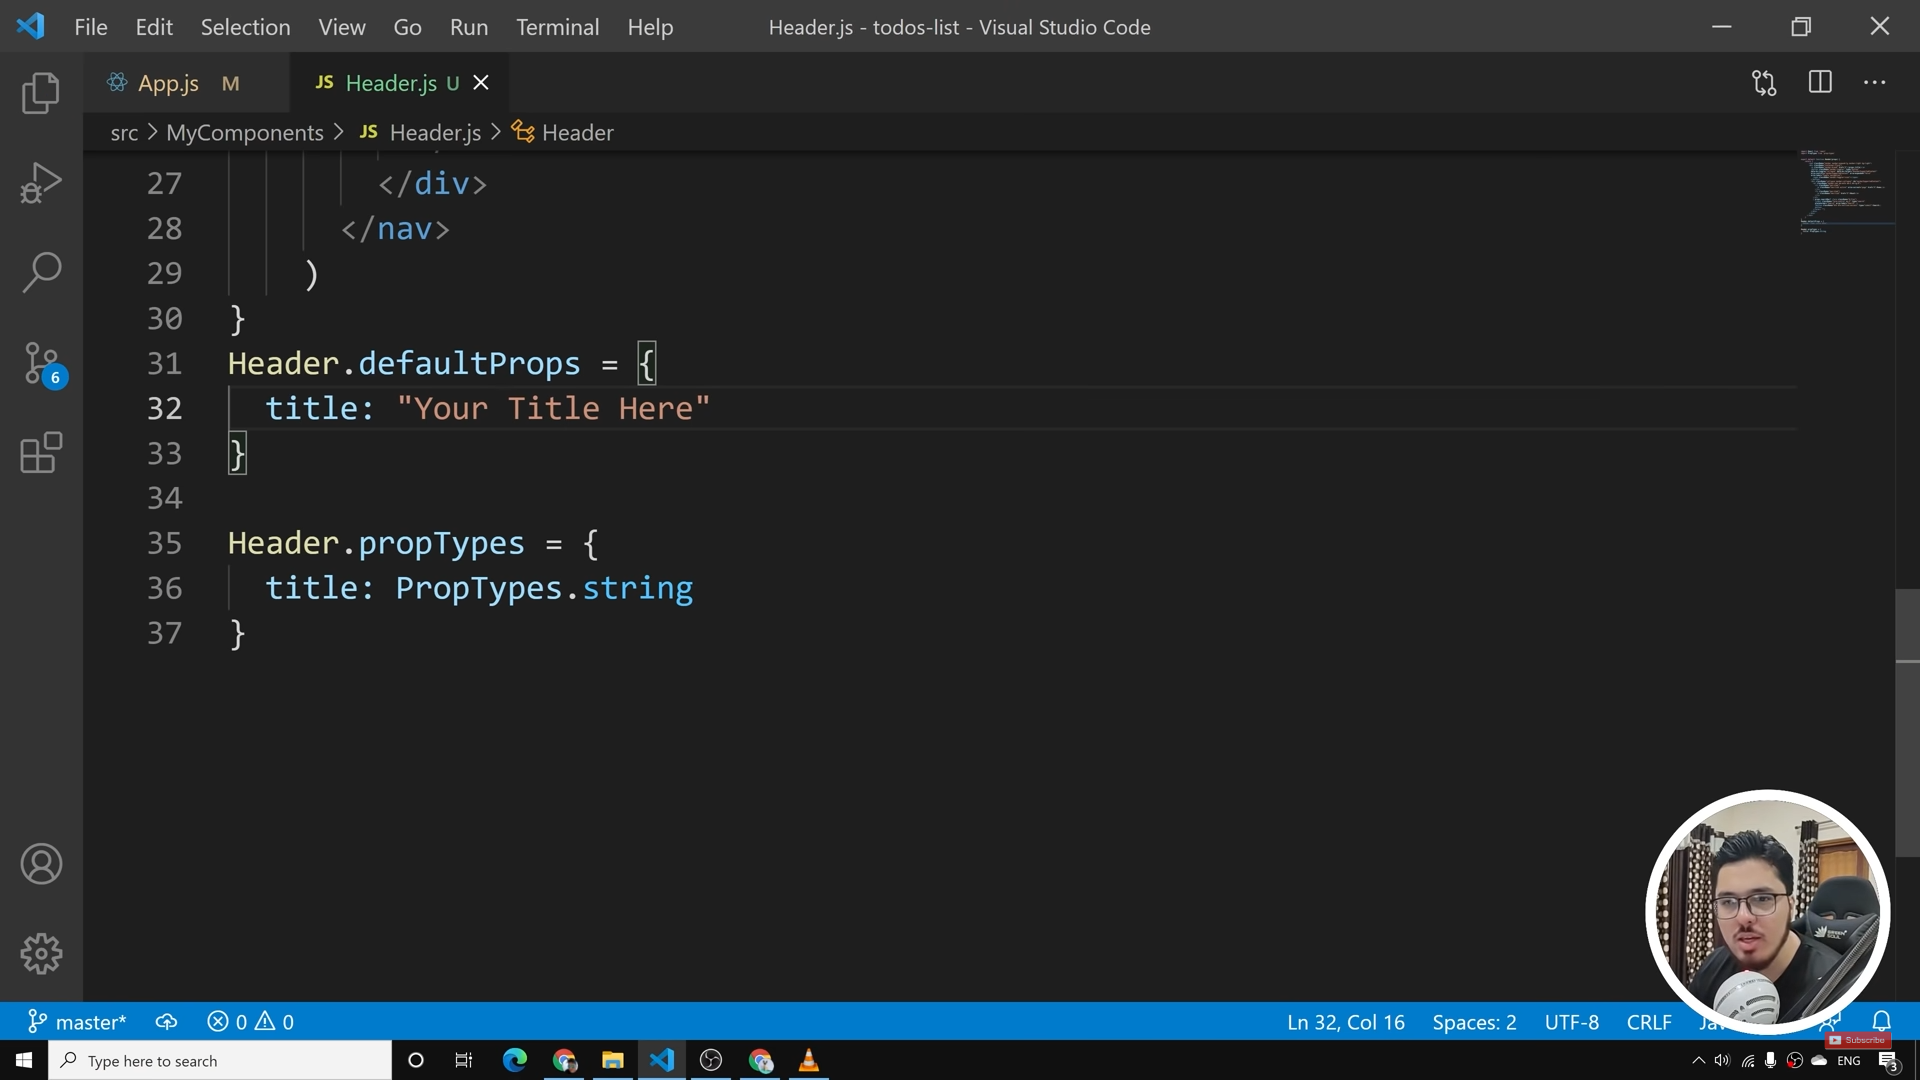 File Edit Selection View Go Run Terminal Help
Header.js - todos-list - Visual Studio Code
App.js M
JS Header.js U
src > MyComponents > JS Header.js > Header
27 </div>
28 </nav>
29 )
30 }
31 Header.defaultProps = {
32 title: "Your Title Here"
33 }
34
35 Header.propTypes = {
36 title: PropTypes.string
37 }
6
master* 0 0
Ln 32, Col 16 Spaces: 2 UTF-8 CRLF
Subscribe
Type here to search
ENG
3